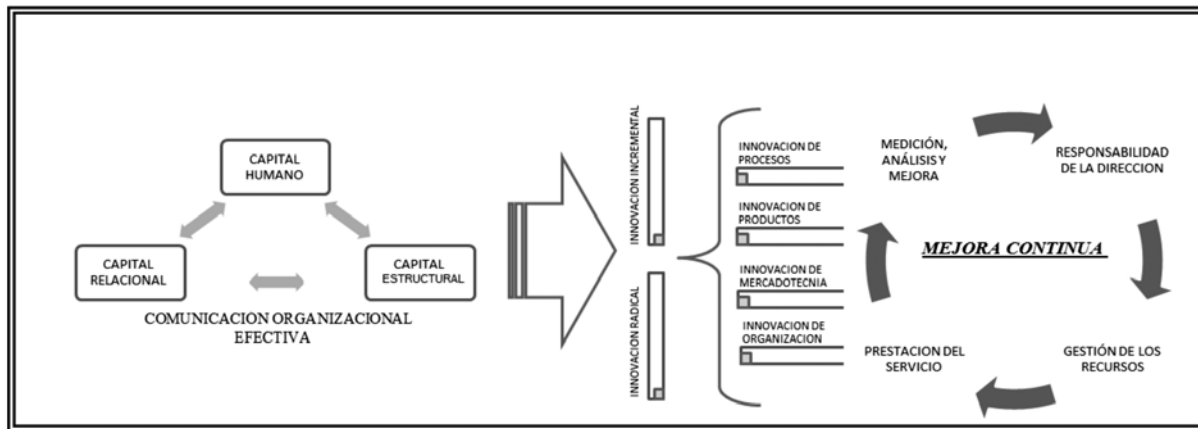 CAPITAL
HUMANO
CAPITAL
RELACIONAL
CAPITAL
ESTRUCTURAL
COMUNICACION ORGANIZACIONAL
EFECTIVA
INNOVACION INCREMENTAL
INNOVACION RADICAL
INNOVACION DE
PROCESOS
INNOVACION DE
PRODUCTOS
INNOVACION DE
MERCADOTECNIA
INNOVACION DE
ORGANIZACION
MEDICIÓN,
ANÁLISIS Y
MEJORA
RESPONSABILIDAD
DE LA DIRECCION
MEJORA CONTINUA
PRESTACION DEL
SERVICIO
GESTIÓN DE LOS
RECURSOS